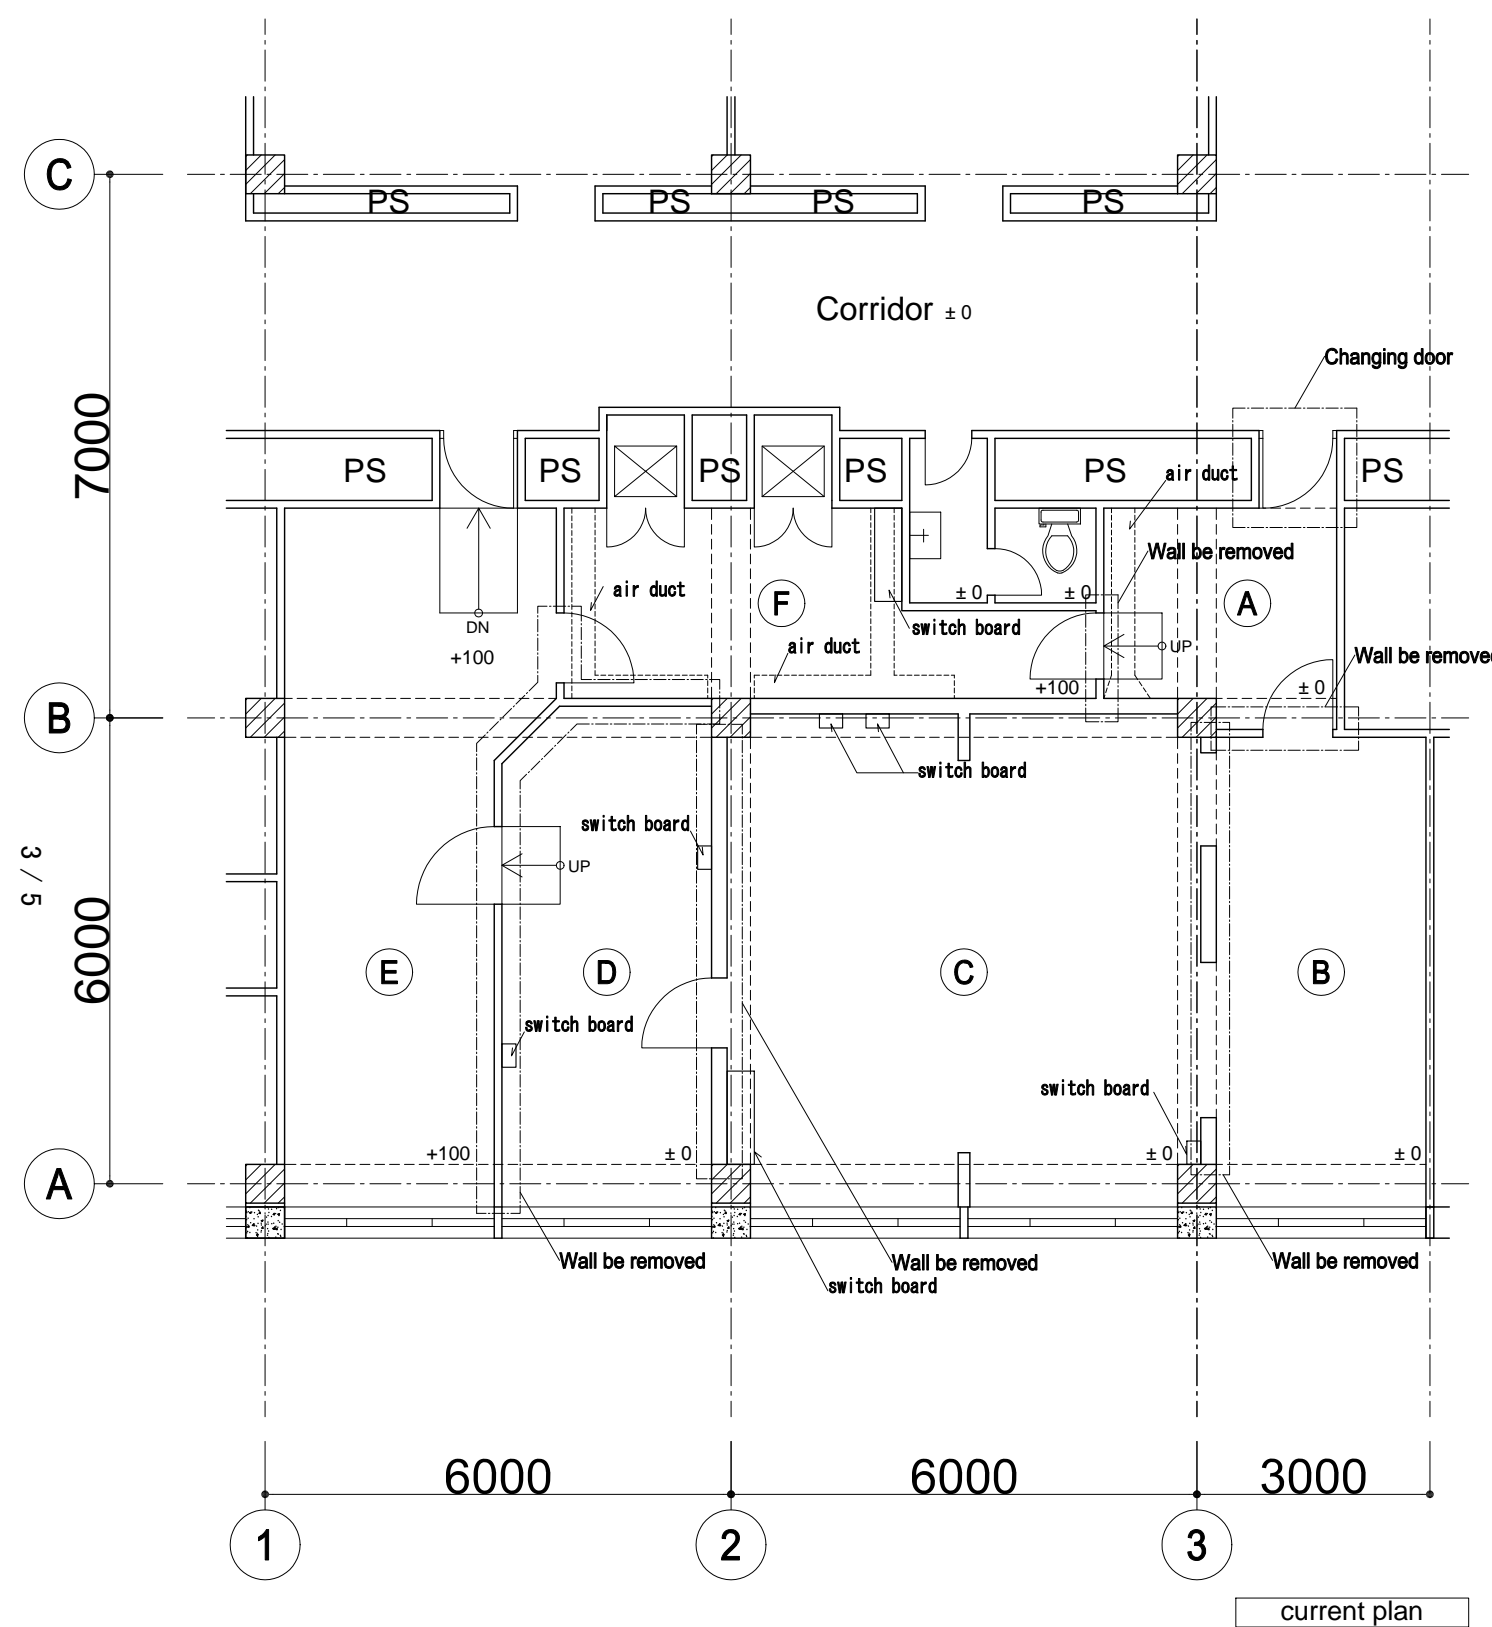 C
PS
PS
PS
PS
Corridor ± 0
Changing door
7000
PS
PS
PS
PS
PS
PS
air duct
Wall be removed
air duct
F
± 0
± 0
A
switch board
DN
+100
air duct
UP
Wall be removed
+100
± 0
B
switch board
switch board
UP
3 / 5
6000
E
D
C
B
switch board
switch board
+100
± 0
± 0
± 0
A
Wall be removed
Wall be removed
Wall be removed
switch board
6000
6000
3000
1
2
3
current plan